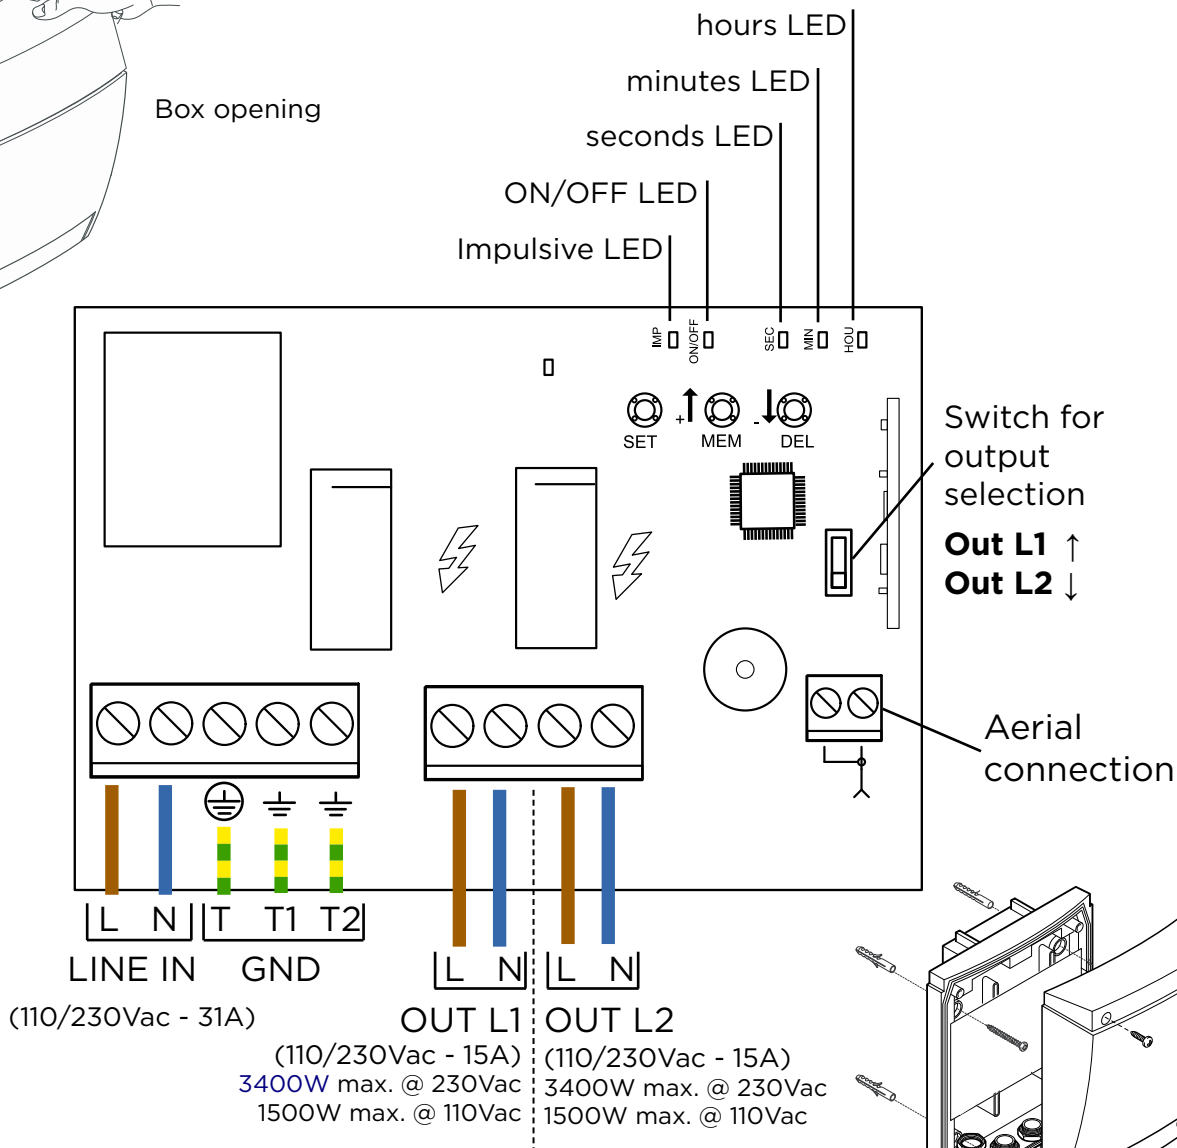 hours LED
minutes LED
Box opening
seconds LED
ON/OFF LED
Impulsive LED
IMP
ON/OFF
SEC
MIN
HOU
+
-
SET
MEM
DEL
Switch for
output
selection
Out L1 ↑
Out L2 ↓
Aerial
connection
L N T T1 T2
LINE IN GND
(110/230Vac - 31A)
L N L N
OUT L1
(110/230Vac - 15A)
3400W max. @ 230Vac
1500W max. @ 110Vac
OUT L2
(110/230Vac - 15A)
3400W max. @ 230Vac
1500W max. @ 110Vac